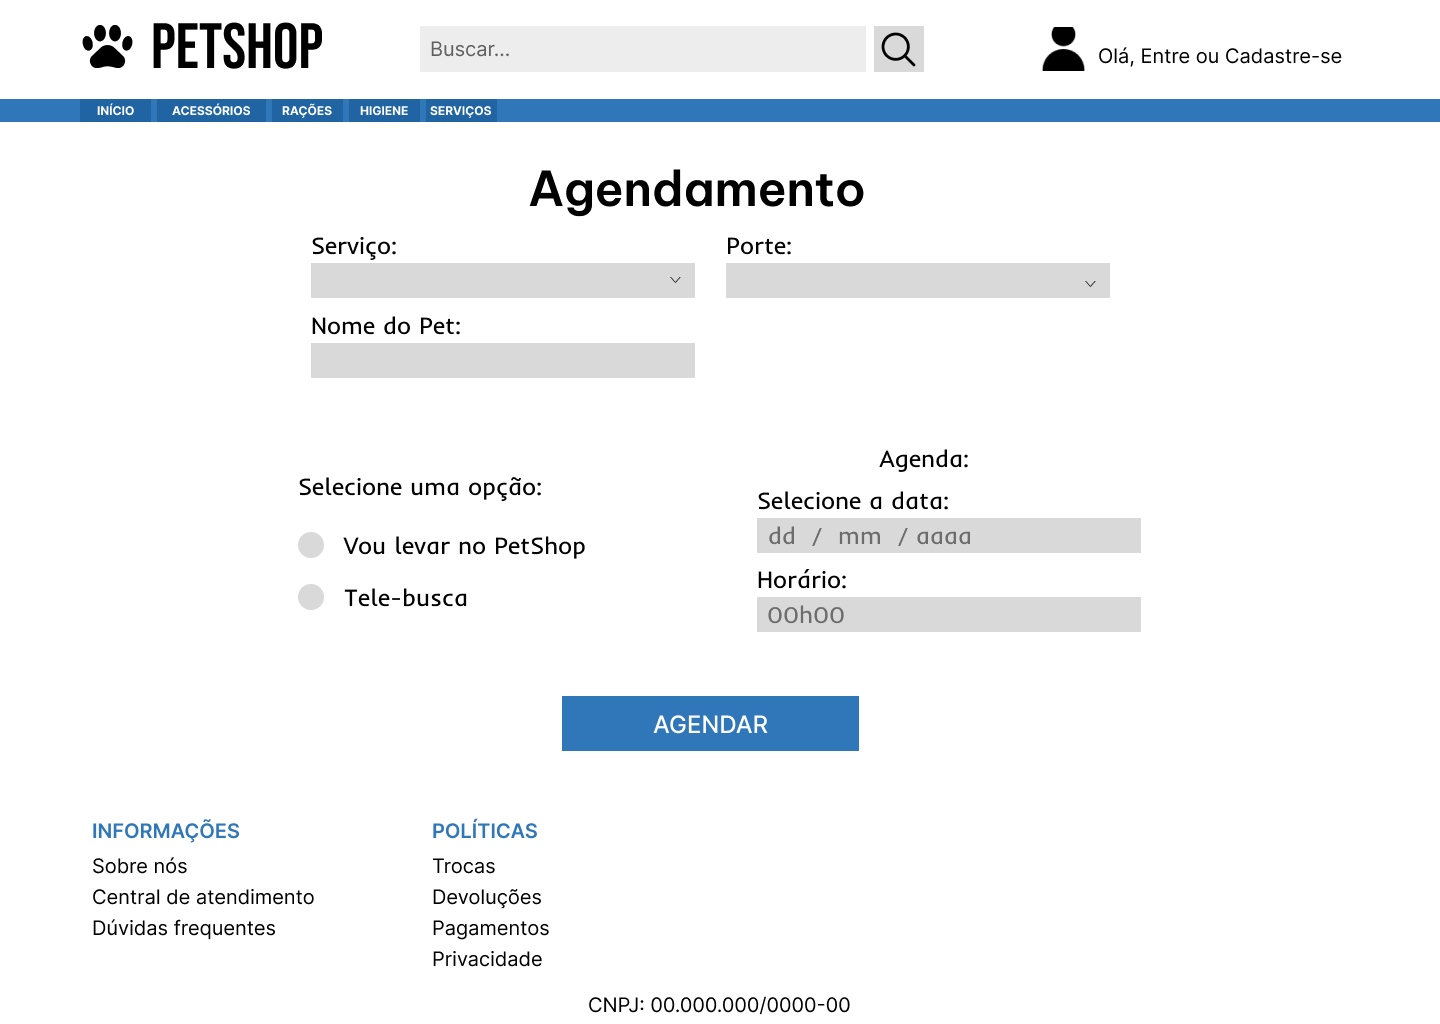 PETSHOP
Buscar...
Olá, Entre ou Cadastre-se
INÍCIO ACESSÓRIOS RAÇÕES HIGIENE SERVIÇOS
Agendamento
Serviço: Porte:
Nome do Pet:
Agenda:
Selecione uma opção:
Selecione a data:
dd / mm / aaaa
Vou levar no PetShop
Horário:
Tele-busca
00h00
AGENDAR
INFORMAÇÕES POLÍTICAS
Sobre nós Trocas
Central de atendimento Devoluções
Dúvidas frequentes Pagamentos
Privacidade
CNPJ: 00.000.000/0000-00